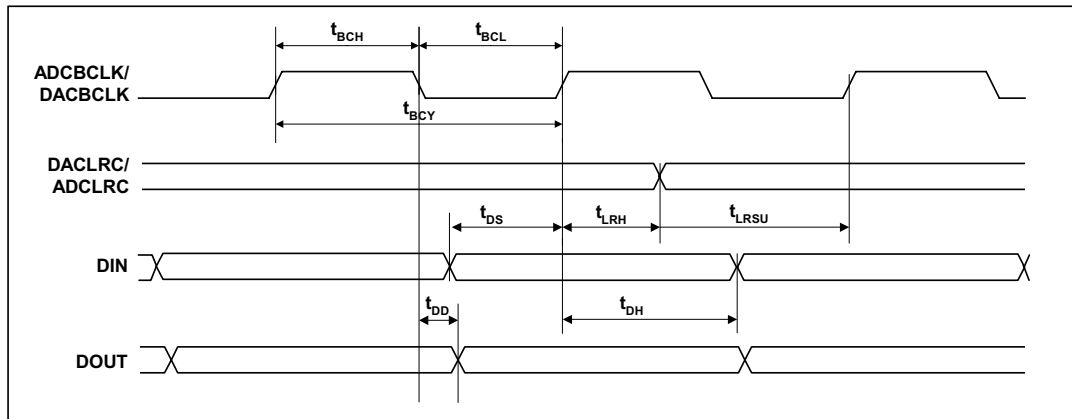 tBCH
tBCL
ADCBCLK/
DACBCLK
tBCY
DACLRC/
ADCLRC
tDS
tLRH
tLRSU
DIN
tDD
tDH
DOUT